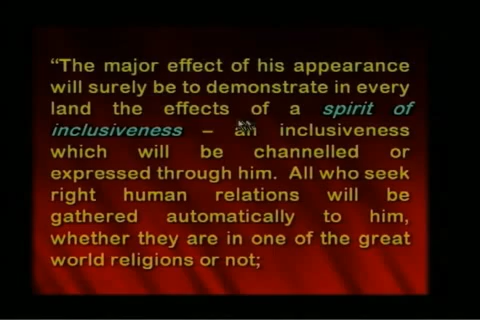 “The major effect of his appearance
will surely be to demonstrate in every
land the effects of a spirit of
inclusiveness – an inclusiveness
which will be channelled or
expressed through him. All who seek
right human relations will be
gathered automatically to him,
whether they are in one of the great
world religions or not;